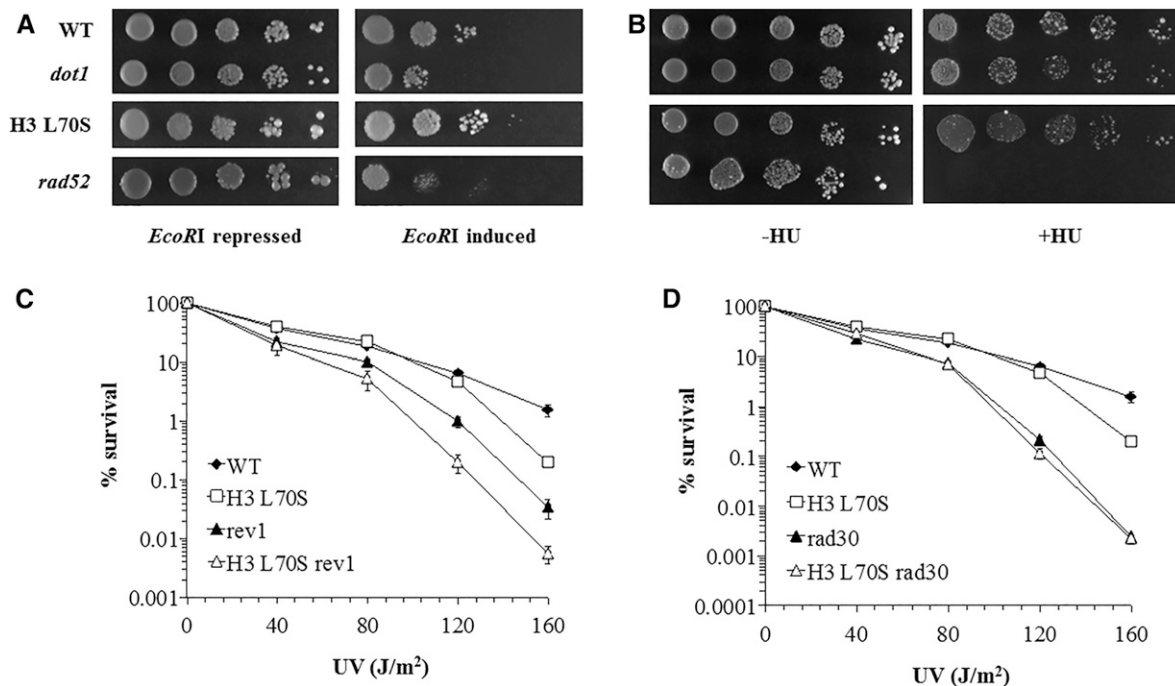 A
B
WT
dot1
H3 L70S
rad52
EcoRI repressed
EcoRI induced
-HU
+HU
C
D
100
10
1
0.1
0.01
0.001
% survival
WT
H3 L70S
rev1
H3 L70S rev1
0
40
80
120
160
UV (J/m²)
100
10
1
0.1
0.01
0.001
0.0001
% survival
WT
H3 L70S
rad30
H3 L70S rad30
0
40
80
120
160
UV (J/m²)